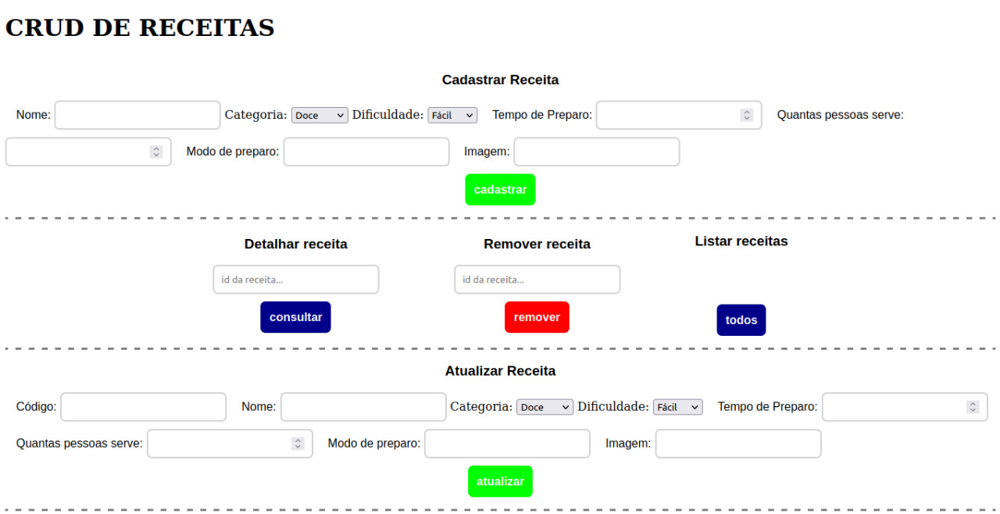 CRUD DE RECEITAS
Cadastrar Receita
Nome: Categoria: Doce Dificuldade: Fácil Tempo de Preparo: Quantas pessoas serve:
Modo de preparo: Imagem:
cadastrar
Detalhar receita Remover receita Listar receitas
id da receita... id da receita...
consultar remover todos
Atualizar Receita
Código: Nome: Categoria: Doce Dificuldade: Fácil Tempo de Preparo:
Quantas pessoas serve: Modo de preparo: Imagem:
atualizar